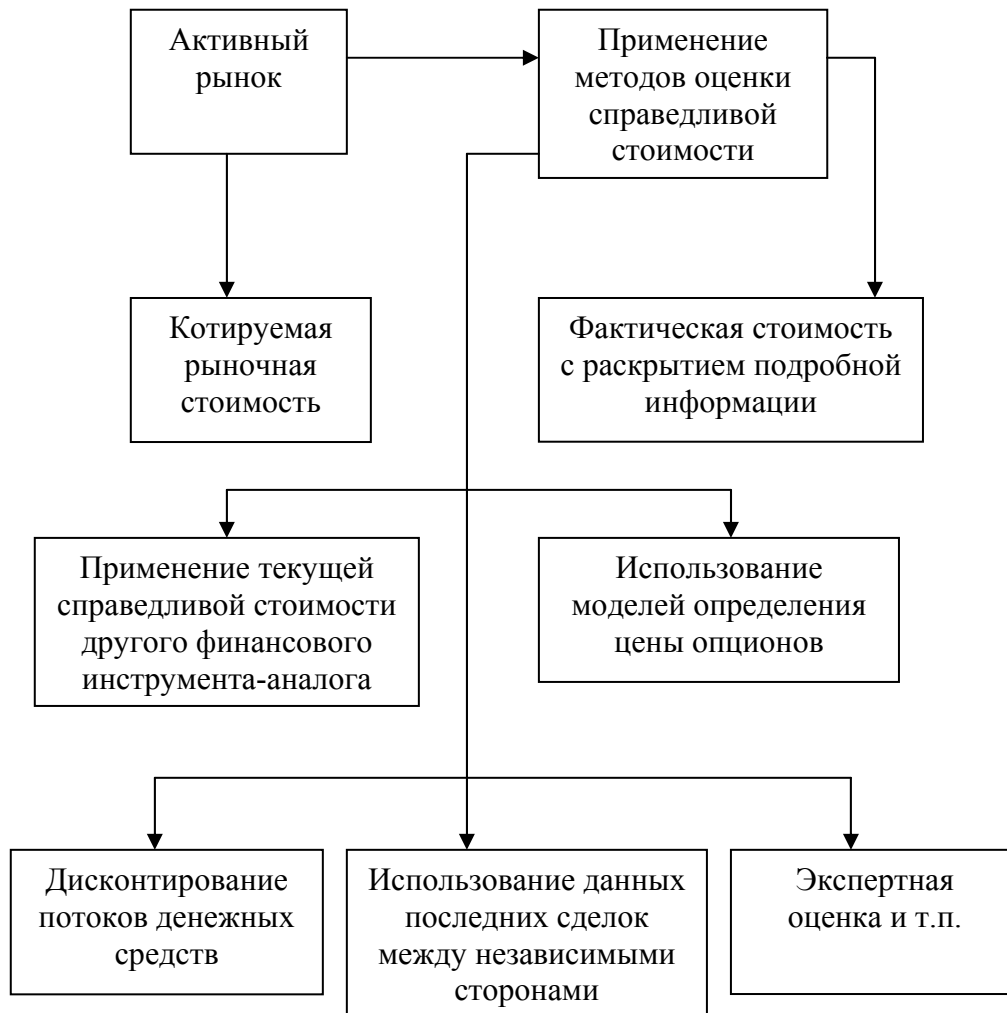 Активный
рынок
Применение
методов оценки
справедливой
стоимости
Котируемая
рыночная
стоимость
Фактическая стоимость
с раскрытием подробной
информации
Применение текущей
справедливой стоимости
другого финансового
инструмента-аналога
Использование
моделей определения
цены опционов
Дисконтирование
потоков денежных
средств
Использование данных
последних сделок
между независимыми
сторонами
Экспертная
оценка и т.п.